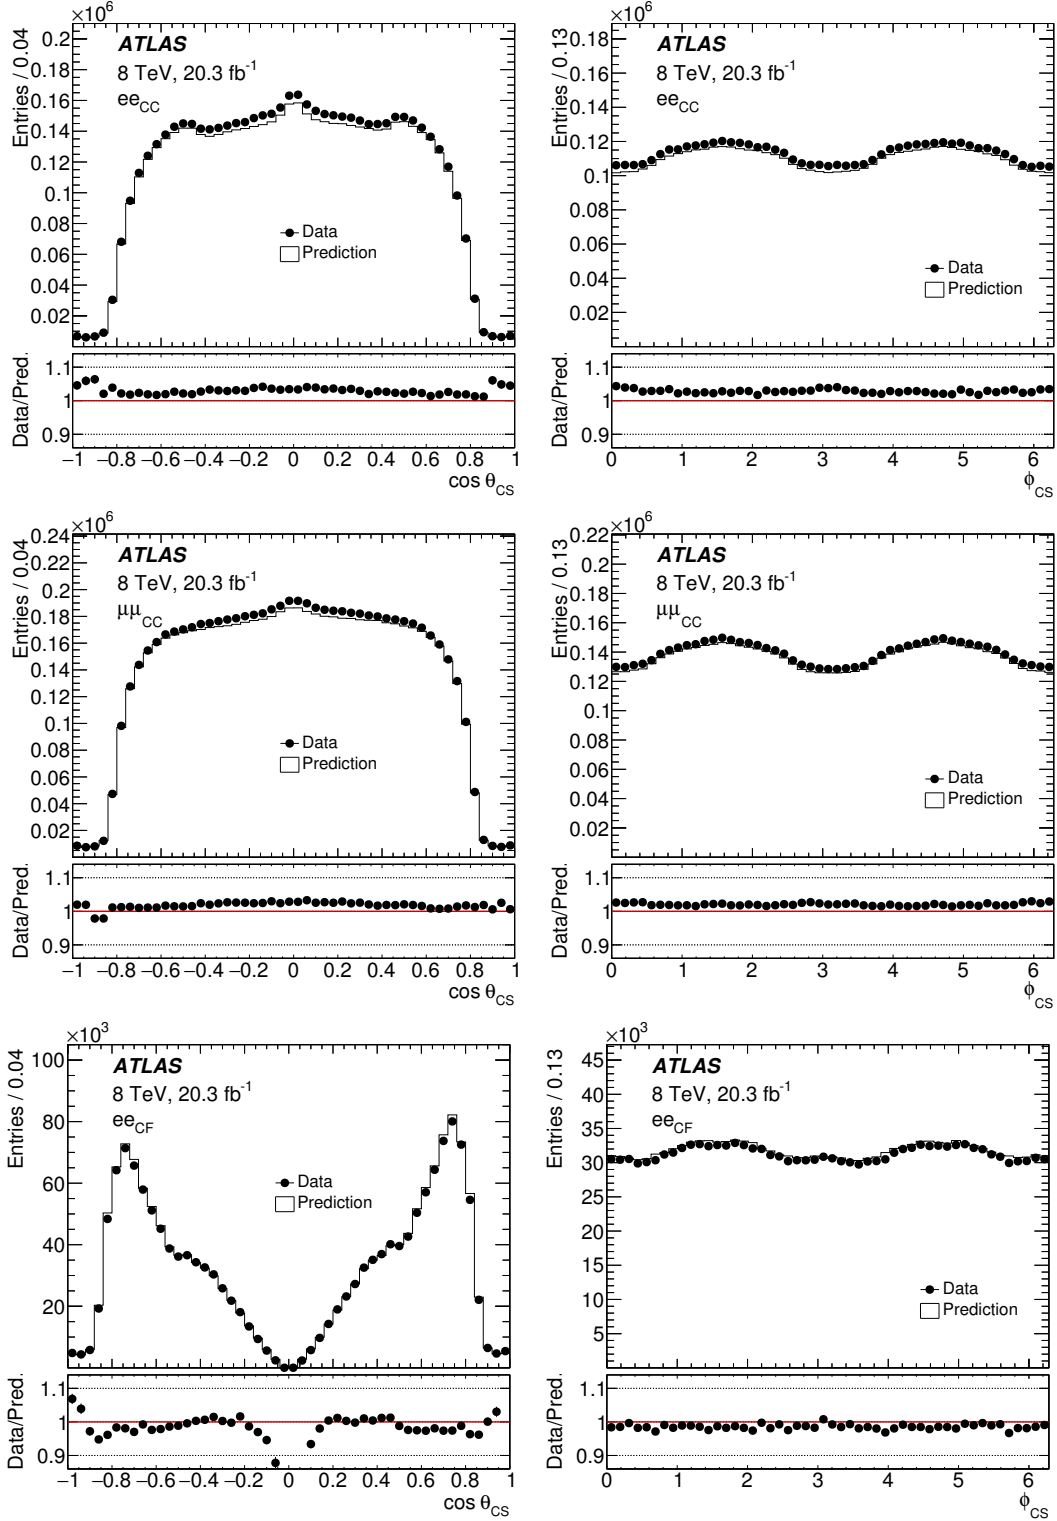 ×10⁶
Entries / 0.04
0.2
0.18
0.16
0.14
0.12
0.1
0.08
0.06
0.04
0.02
ATLAS
8 TeV, 20.3 fb⁻¹
ee_CC
Data
Prediction
Data/Pred.
1.1
1
0.9
−1 −0.8 −0.6 −0.4 −0.2 0 0.2 0.4 0.6 0.8 1
cos θ_CS
×10⁶
Entries / 0.13
0.18
0.16
0.14
0.12
0.1
0.08
0.06
0.04
0.02
ATLAS
8 TeV, 20.3 fb⁻¹
ee_CC
Data
Prediction
Data/Pred.
1.1
1
0.9
0 1 2 3 4 5 6
ϕ_CS
×10⁶
Entries / 0.04
0.24
0.22
0.2
0.18
0.16
0.14
0.12
0.1
0.08
0.06
0.04
0.02
ATLAS
8 TeV, 20.3 fb⁻¹
μμ_CC
Data
Prediction
Data/Pred.
1.1
1
0.9
−1 −0.8 −0.6 −0.4 −0.2 0 0.2 0.4 0.6 0.8 1
cos θ_CS
×10⁶
Entries / 0.13
0.22
0.2
0.18
0.16
0.14
0.12
0.1
0.08
0.06
0.04
0.02
ATLAS
8 TeV, 20.3 fb⁻¹
μμ_CC
Data
Prediction
Data/Pred.
1.1
1
0.9
0 1 2 3 4 5 6
ϕ_CS
×10³
Entries / 0.04
100
80
60
40
20
ATLAS
8 TeV, 20.3 fb⁻¹
ee_CF
Data
Prediction
Data/Pred.
1.1
1
0.9
−1 −0.8 −0.6 −0.4 −0.2 0 0.2 0.4 0.6 0.8 1
cos θ_CS
×10³
Entries / 0.13
45
40
35
30
25
20
15
10
5
ATLAS
8 TeV, 20.3 fb⁻¹
ee_CF
Data
Prediction
Data/Pred.
1.1
1
0.9
0 1 2 3 4 5 6
ϕ_CS